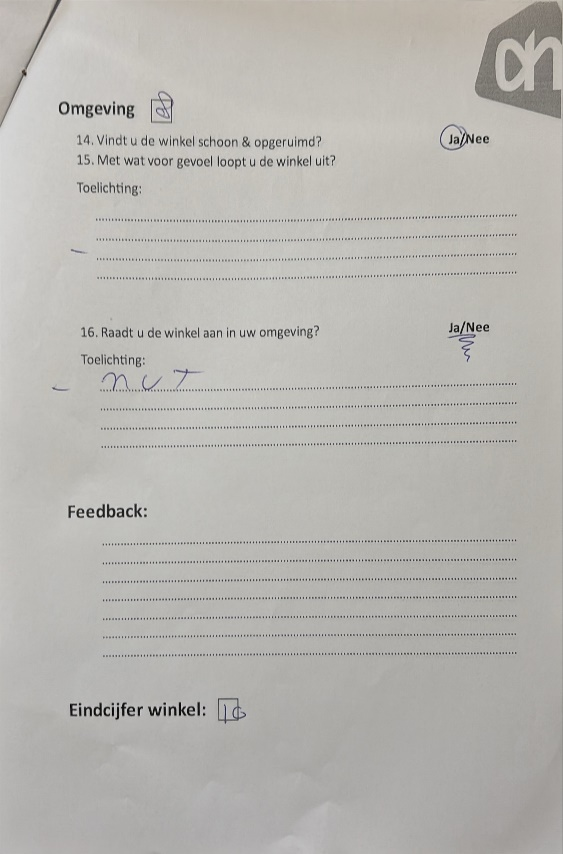 ah
Omgeving 8
14. Vindt u de winkel schoon & opgeruimd? Ja/Nee
15. Met wat voor gevoel loopt u de winkel uit?
Toelichting:
16. Raadt u de winkel aan in uw omgeving? Ja/Nee
Toelichting:
- nut
Feedback:
Eindcijfer winkel: